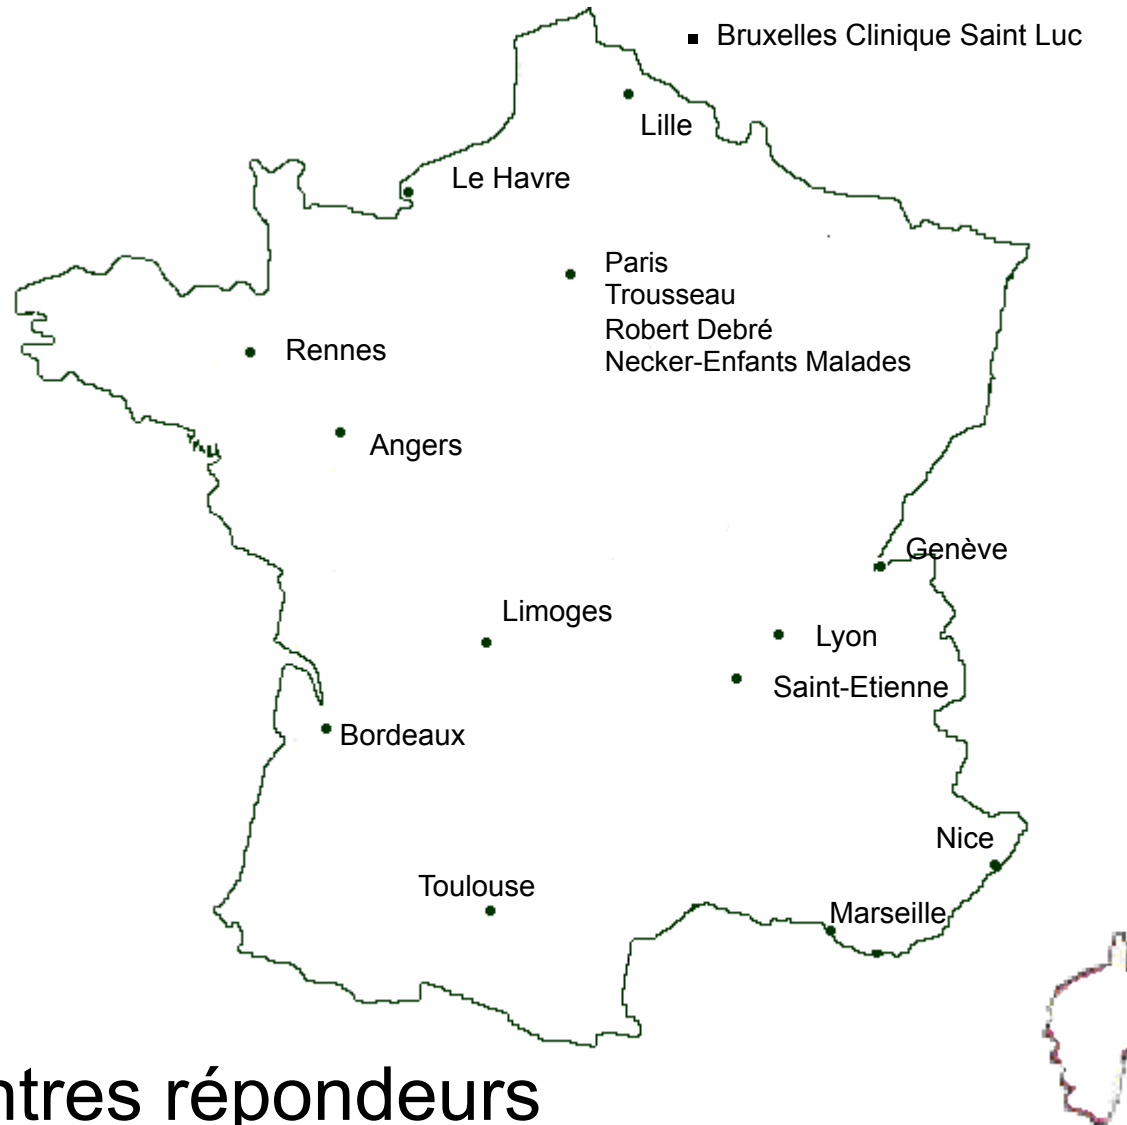 Bruxelles Clinique Saint Luc
Lille
Le Havre
Paris
Trousseau
Robert Debré
Necker-Enfants Malades
Rennes
Angers
Genève
Limoges
Lyon
Saint-Etienne
Bordeaux
Nice
Toulouse
Marseille
ntres répondeurs